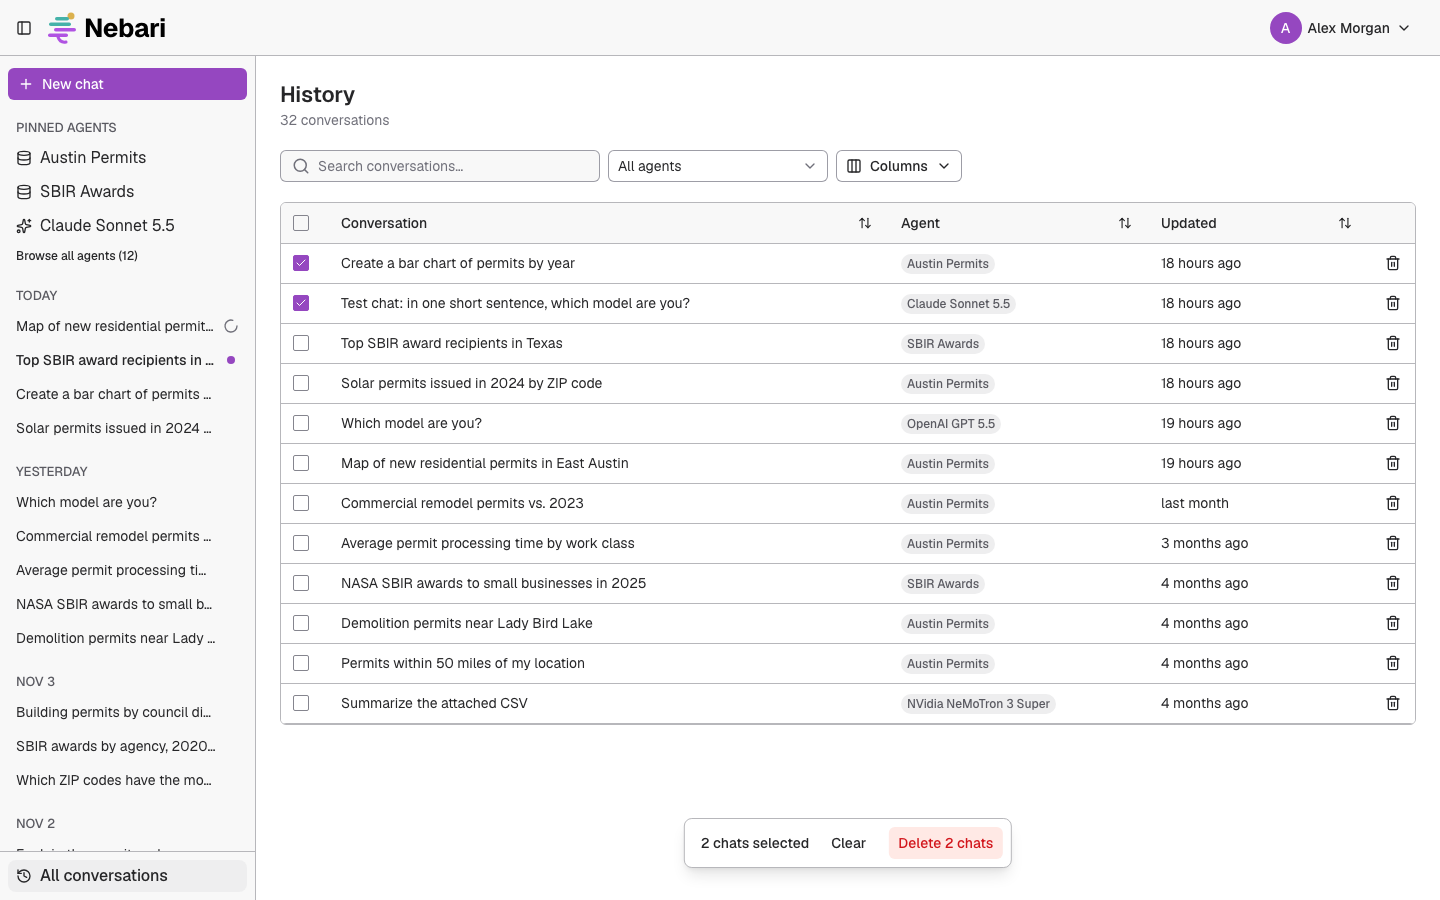 Nebari
A
Alex Morgan
New chat
PINNED AGENTS
Austin Permits
SBIR Awards
Claude Sonnet 5.5
Browse all agents (12)
TODAY
Map of new residential permit...
Top SBIR award recipients in ...
Create a bar chart of permits ...
Solar permits issued in 2024 ...
YESTERDAY
Which model are you?
Commercial remodel permits ...
Average permit processing ti...
NASA SBIR awards to small b...
Demolition permits near Lady ...
NOV 3
Building permits by council di...
SBIR awards by agency, 2020...
Which ZIP codes have the mo...
NOV 2
All conversations
History
32 conversations
Search conversations...
All agents
Columns
Conversation Agent Updated
Create a bar chart of permits by year Austin Permits 18 hours ago
Test chat: in one short sentence, which model are you? Claude Sonnet 5.5 18 hours ago
Top SBIR award recipients in Texas SBIR Awards 18 hours ago
Solar permits issued in 2024 by ZIP code Austin Permits 18 hours ago
Which model are you? OpenAI GPT 5.5 19 hours ago
Map of new residential permits in East Austin Austin Permits 19 hours ago
Commercial remodel permits vs. 2023 Austin Permits last month
Average permit processing time by work class Austin Permits 3 months ago
NASA SBIR awards to small businesses in 2025 SBIR Awards 4 months ago
Demolition permits near Lady Bird Lake Austin Permits 4 months ago
Permits within 50 miles of my location Austin Permits 4 months ago
Summarize the attached CSV NVidia NeMoTron 3 Super 4 months ago
2 chats selected Clear Delete 2 chats